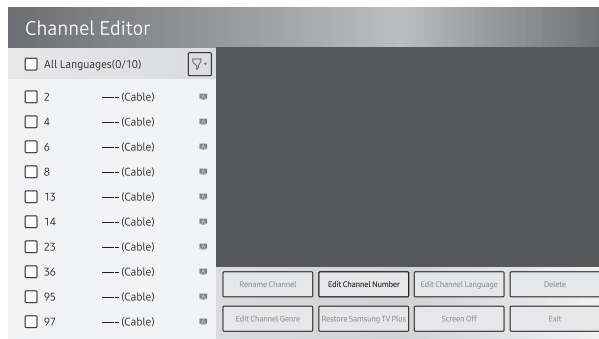 Channel Editor
All Languages(0/10)
2 —-- (Cable)
4 —-- (Cable)
6 —-- (Cable)
8 —-- (Cable)
13 —-- (Cable)
14 —-- (Cable)
23 —-- (Cable)
36 —-- (Cable)
95 —-- (Cable)
97 —-- (Cable)
Rename Channel Edit Channel Number Edit Channel Language Delete
Edit Channel Genre Restore Samsung TV Plus Screen Off Exit